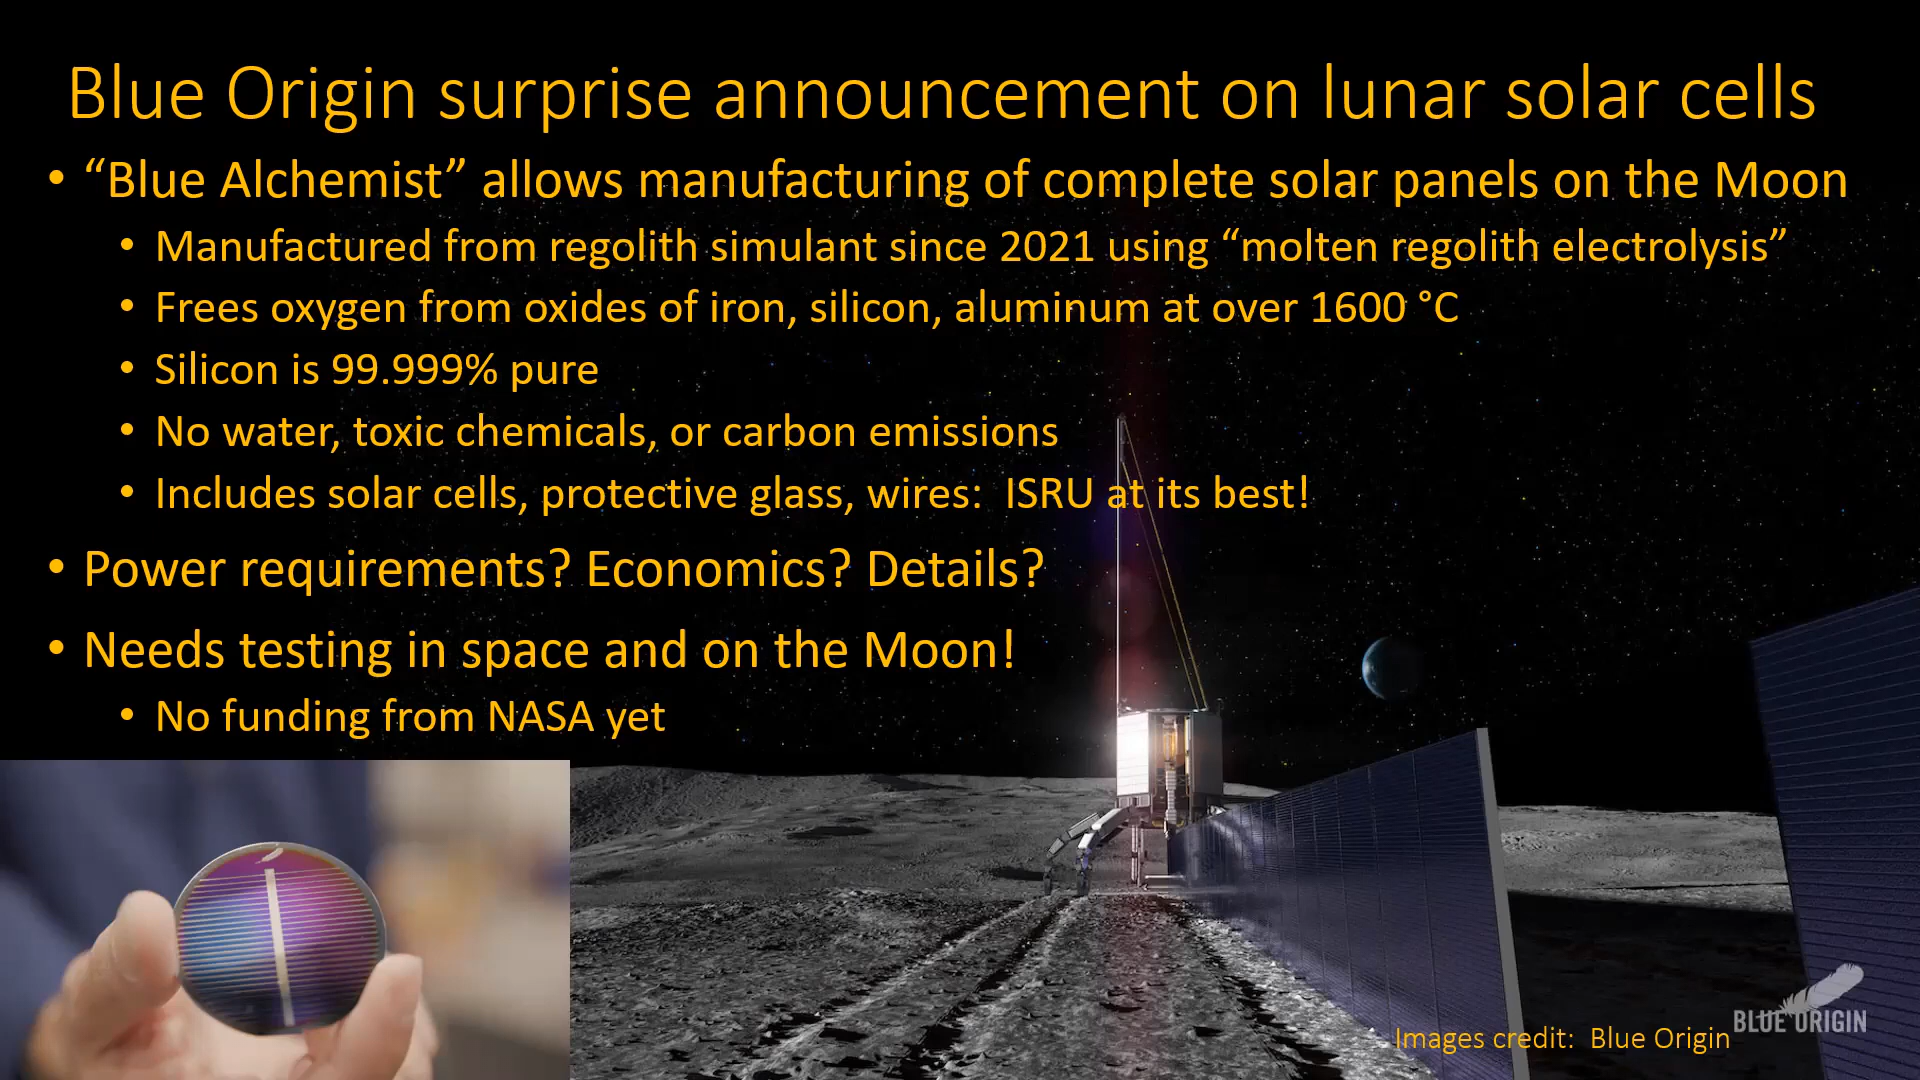 Blue Origin surprise announcement on lunar solar cells
• “Blue Alchemist” allows manufacturing of complete solar panels on the Moon
• Manufactured from regolith simulant since 2021 using “molten regolith electrolysis”
• Frees oxygen from oxides of iron, silicon, aluminum at over 1600 °C
• Silicon is 99.999% pure
• No water, toxic chemicals, or carbon emissions
• Includes solar cells, protective glass, wires:  ISRU at its best!
• Power requirements? Economics? Details?
• Needs testing in space and on the Moon!
• No funding from NASA yet
BLUE ORIGIN
Images credit:  Blue Origin